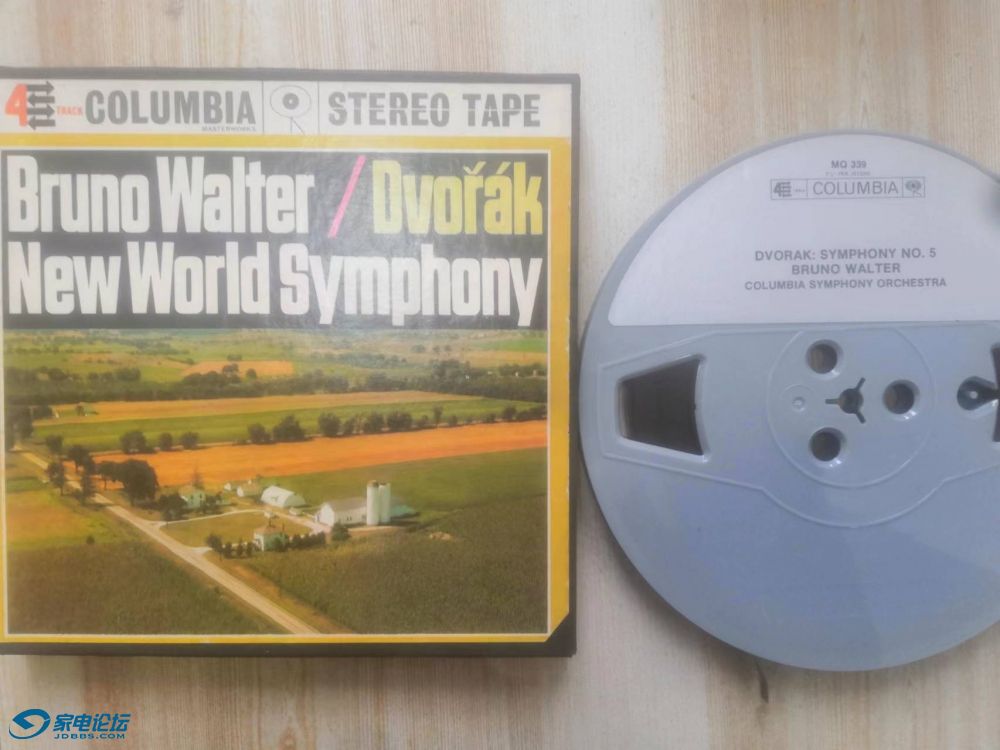 4 TRACK COLUMBIA STEREO TAPE
MASTERWORKS
Bruno Walter / Dvořák
New World Symphony
MQ 339
COLUMBIA
DVORAK: SYMPHONY NO. 5
BRUNO WALTER
COLUMBIA SYMPHONY ORCHESTRA
家电论坛
JDBBS.COM